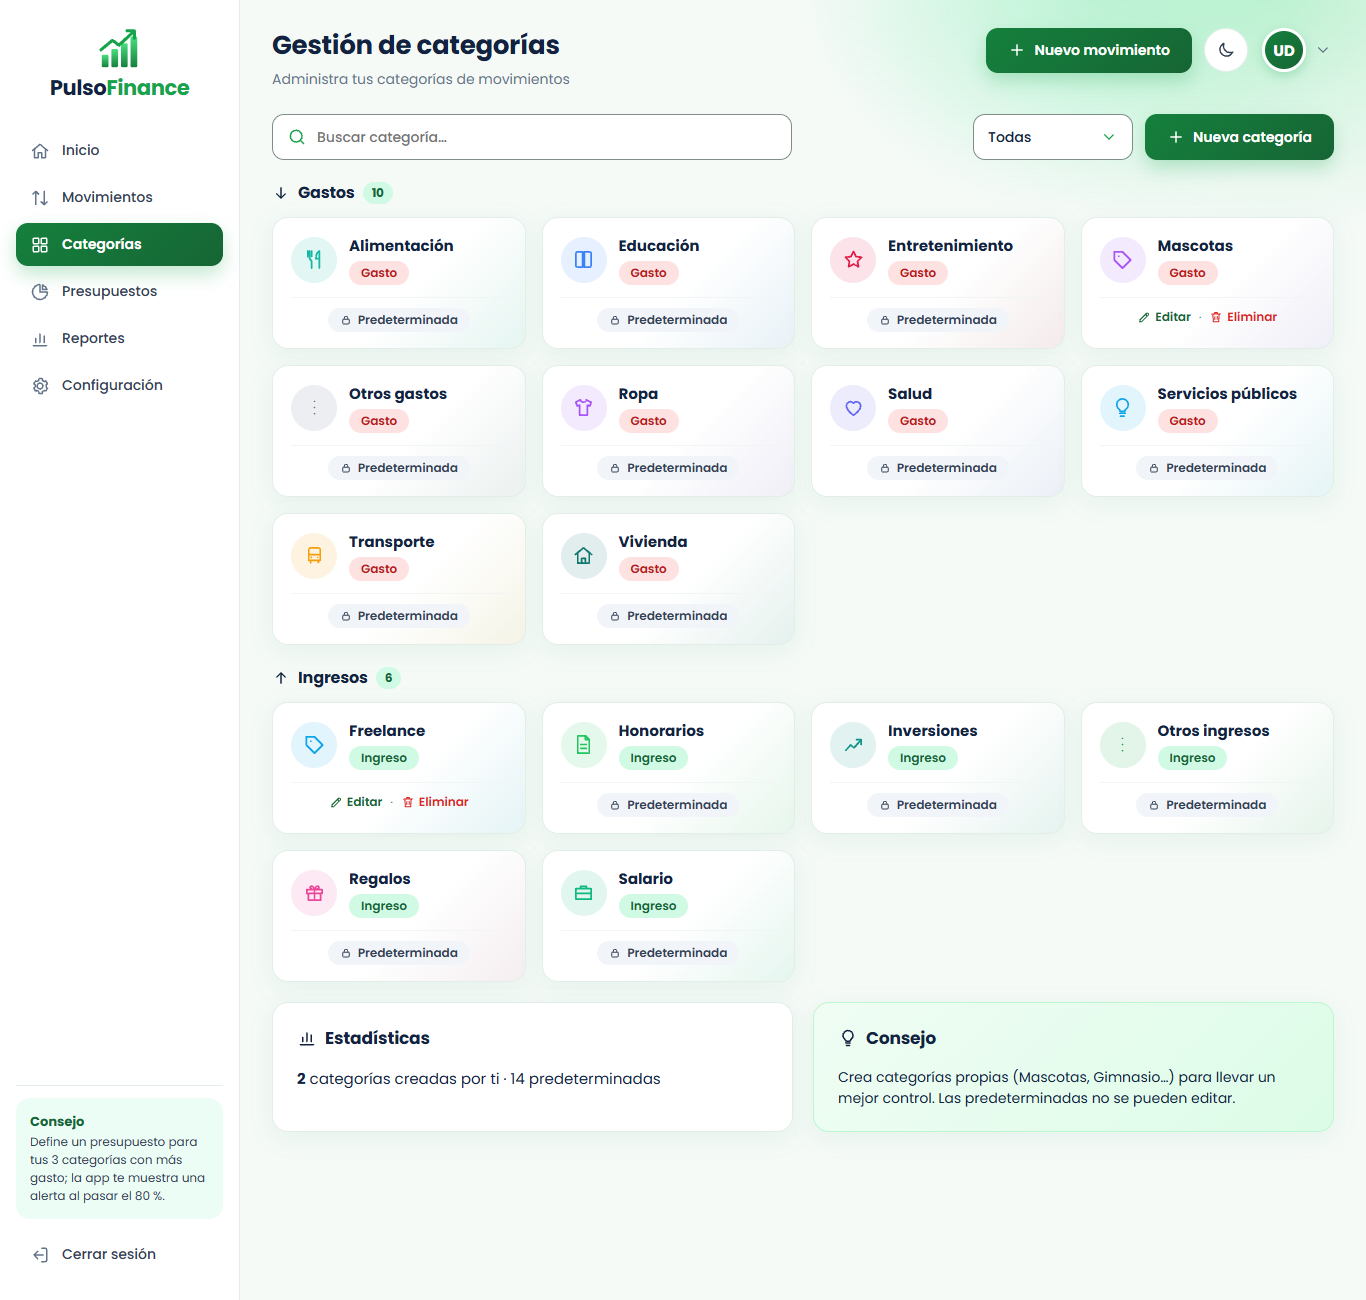 PulsoFinance
Inicio
Movimientos
Categorías
Presupuestos
Reportes
Configuración
Consejo
Define un presupuesto para
tus 3 categorías con más
gasto; la app te muestra una
alerta al pasar el 80 %.
Cerrar sesión
Gestión de categorías
Administra tus categorías de movimientos
Nuevo movimiento
UD
Buscar categoría...
Todas
Nueva categoría
Gastos 10
Alimentación
Gasto
Predeterminada
Educación
Gasto
Predeterminada
Entretenimiento
Gasto
Predeterminada
Mascotas
Gasto
Editar · Eliminar
Otros gastos
Gasto
Predeterminada
Ropa
Gasto
Predeterminada
Salud
Gasto
Predeterminada
Servicios públicos
Gasto
Predeterminada
Transporte
Gasto
Predeterminada
Vivienda
Gasto
Predeterminada
Ingresos 6
Freelance
Ingreso
Editar · Eliminar
Honorarios
Ingreso
Predeterminada
Inversiones
Ingreso
Predeterminada
Otros ingresos
Ingreso
Predeterminada
Regalos
Ingreso
Predeterminada
Salario
Ingreso
Predeterminada
Estadísticas
2 categorías creadas por ti · 14 predeterminadas
Consejo
Crea categorías propias (Mascotas, Gimnasio...) para llevar un
mejor control. Las predeterminadas no se pueden editar.